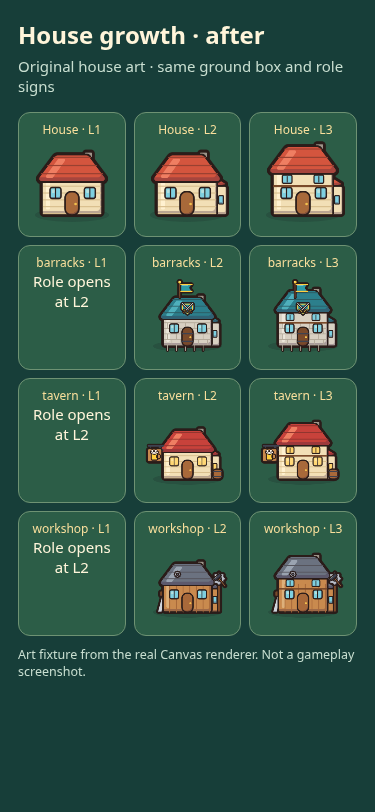 House growth · after
Original house art · same ground box and role
signs
House · L1
House · L2
House · L3
barracks · L1
Role opens
at L2
barracks · L2
barracks · L3
tavern · L1
Role opens
at L2
tavern · L2
tavern · L3
workshop · L1
Role opens
at L2
workshop · L2
workshop · L3
Art fixture from the real Canvas renderer. Not a gameplay
screenshot.